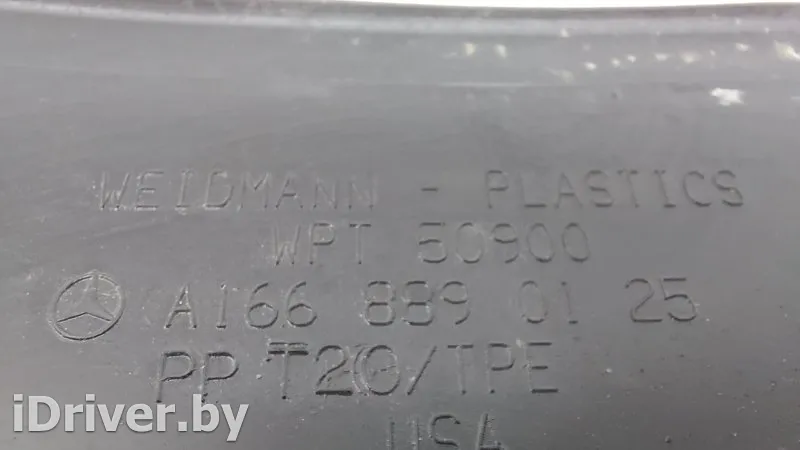 WEIDMANN - PLASTICS
WPT 50900
A166 889 01 25
PP T20/TPE
USA
iDriver.by